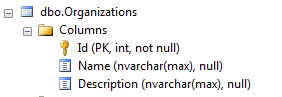 dbo.Organizations
Columns
Id (PK, int, not null)
Name (nvarchar(max), null)
Description (nvarchar(max), null)